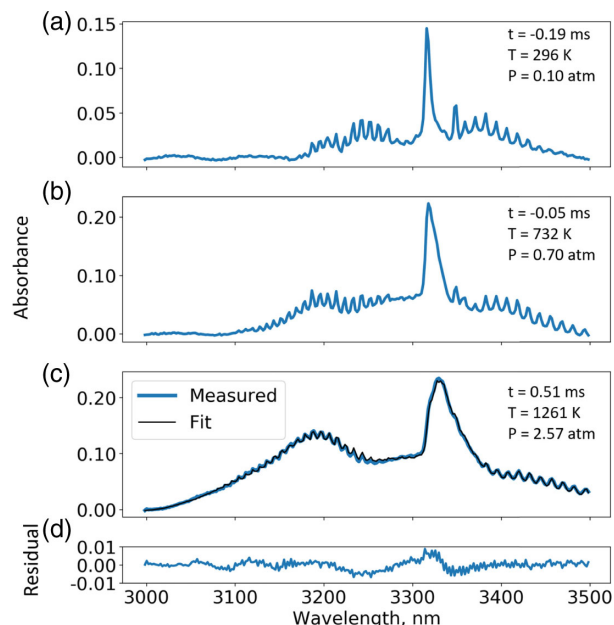 (a)
0.15
0.10
0.05
0.00
t = -0.19 ms
T = 296 K
P = 0.10 atm
(b)
0.20
0.10
0.00
t = -0.05 ms
T = 732 K
P = 0.70 atm
Absorbance
(c)
0.20
0.10
0.00
Measured
Fit
t = 0.51 ms
T = 1261 K
P = 2.57 atm
(d)
Residual
0.01
0.00
-0.01
3000 3100 3200 3300 3400 3500
Wavelength, nm